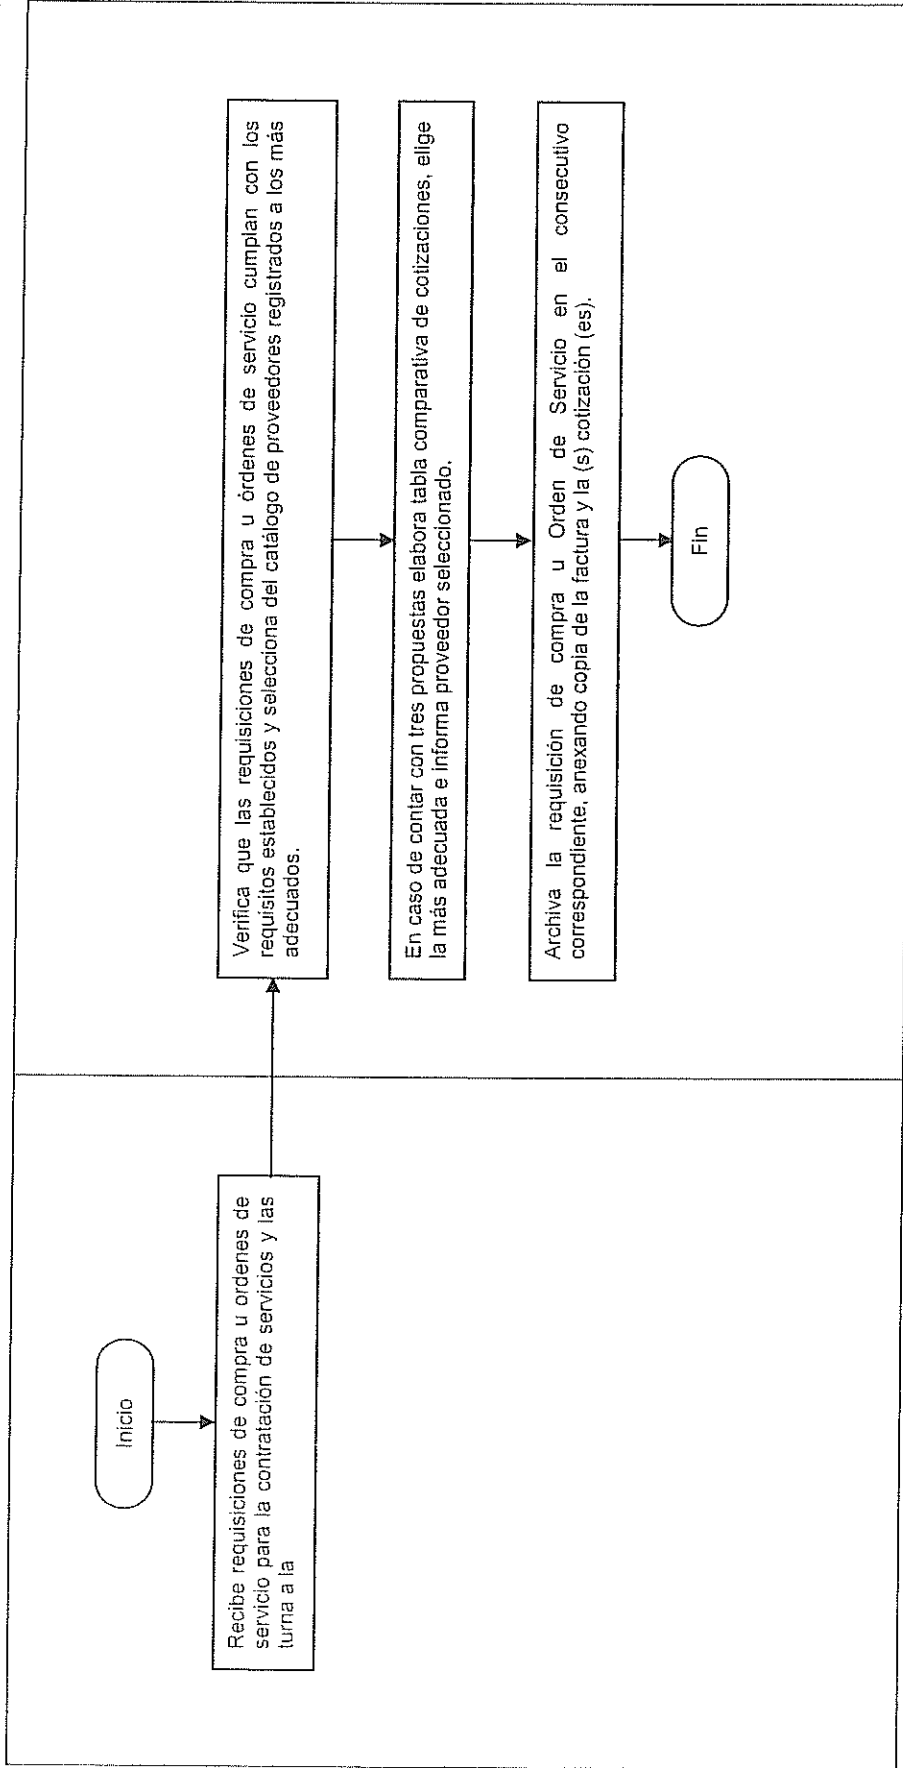 Inicio
Recibe requisiciones de compra u ordenes de
servicio para la contratación de servicios y las
turna a la
Verifica que las requisiciones de compra u órdenes de servicio cumplan con los
requisitos establecidos y selecciona del catálogo de proveedores registrados a los más
adecuados.
En caso de contar con tres propuestas elabora tabla comparativa de cotizaciones, elige
la más adecuada e informa proveedor seleccionado.
Archiva la requisición de compra u Orden de Servicio en el consecutivo
correspondiente, anexando copia de la factura y la (s) cotización (es).
Fin